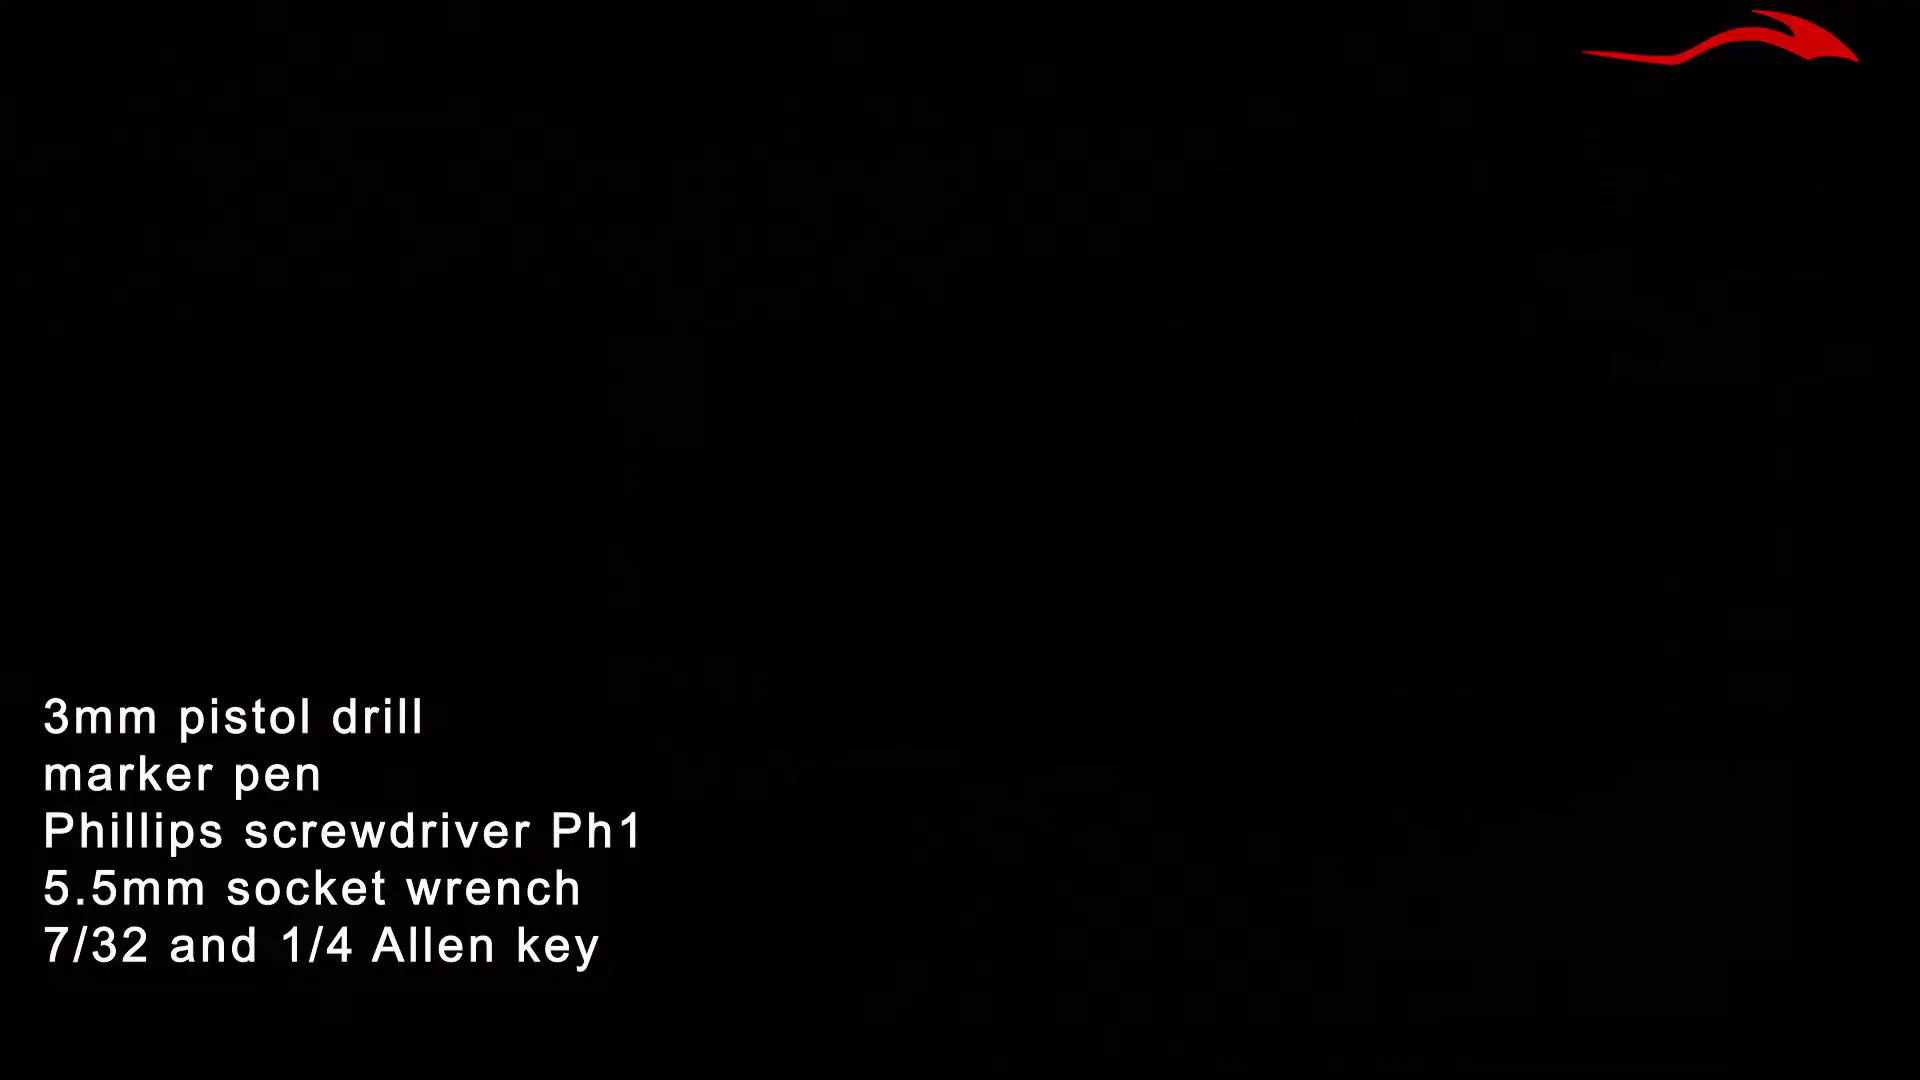 3mm pistol drill
marker pen
Phillips screwdriver Ph1
5.5mm socket wrench
7/32 and 1/4 Allen key